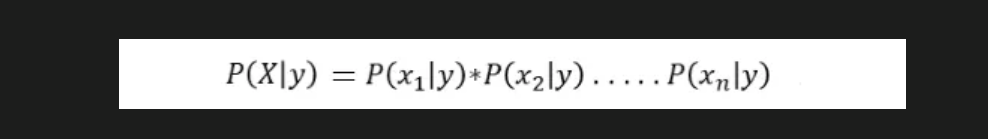 P(X|y) = P(x₁|y)*P(x₂|y) . . . . . P(xₙ|y)